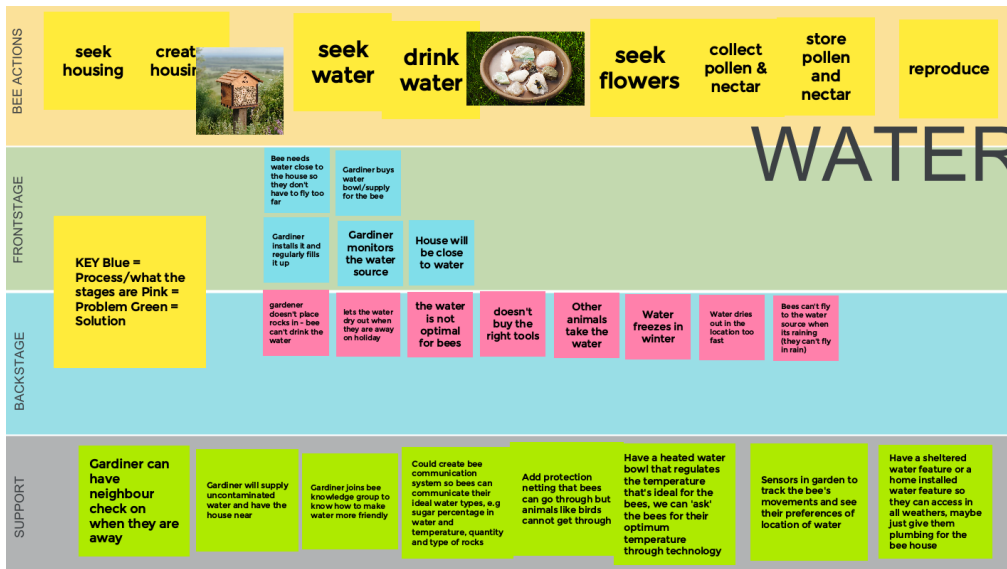 BEE ACTIONS
seek
housing
creat
housin
seek
water
drink
water
seek
flowers
collect
pollen &
nectar
store
pollen
and
nectar
reproduce
WATER
FRONTSTAGE
Bee needs
water close to
the house so
they don't
have to fly too
far
Gardiner buys
water
bowl/supply
for the bee
Gardiner
installs it and
regularly fills
it up
Gardiner
monitors
the water
source
House will
be close
to water
KEY Blue =
Process/what the
stages are Pink =
Problem Green =
Solution
BACKSTAGE
gardener
doesn't place
rocks in - bee
can't drink the
water
lets the water
dry out when
they are away
on holiday
the water
is not
optimal
for bees
doesn't
buy the
right tools
Other
animals
take the
water
Water
freezes in
winter
Water dries
out in the
location too
fast
Bees can't fly
to the water
source when
its raining
(they can't fly
in rain)
SUPPORT
Gardiner can
have
neighbour
check on
when they are
away
Gardiner will supply
uncontaminated
water and have the
house near
Gardiner joins bee
knowledge group to
know how to make
water more friendly
Could create bee
communication
system so bees can
communicate their
ideal water types, e.g
sugar percentage in
water and
temperature, quantity
and type of rocks
Add protection
netting that bees
can go through but
animals like birds
cannot get through
Have a heated water
bowl that regulates
the temperature
that's ideal for the
bees, we can 'ask'
the bees for their
optimum
temperature
through technology
Sensors in garden to
track the bee's
movements and see
their preferences of
location of water
Have a sheltered
water feature or a
home installed
water feature so
they can access in
all weathers, maybe
just give them
plumbing for the
bee house